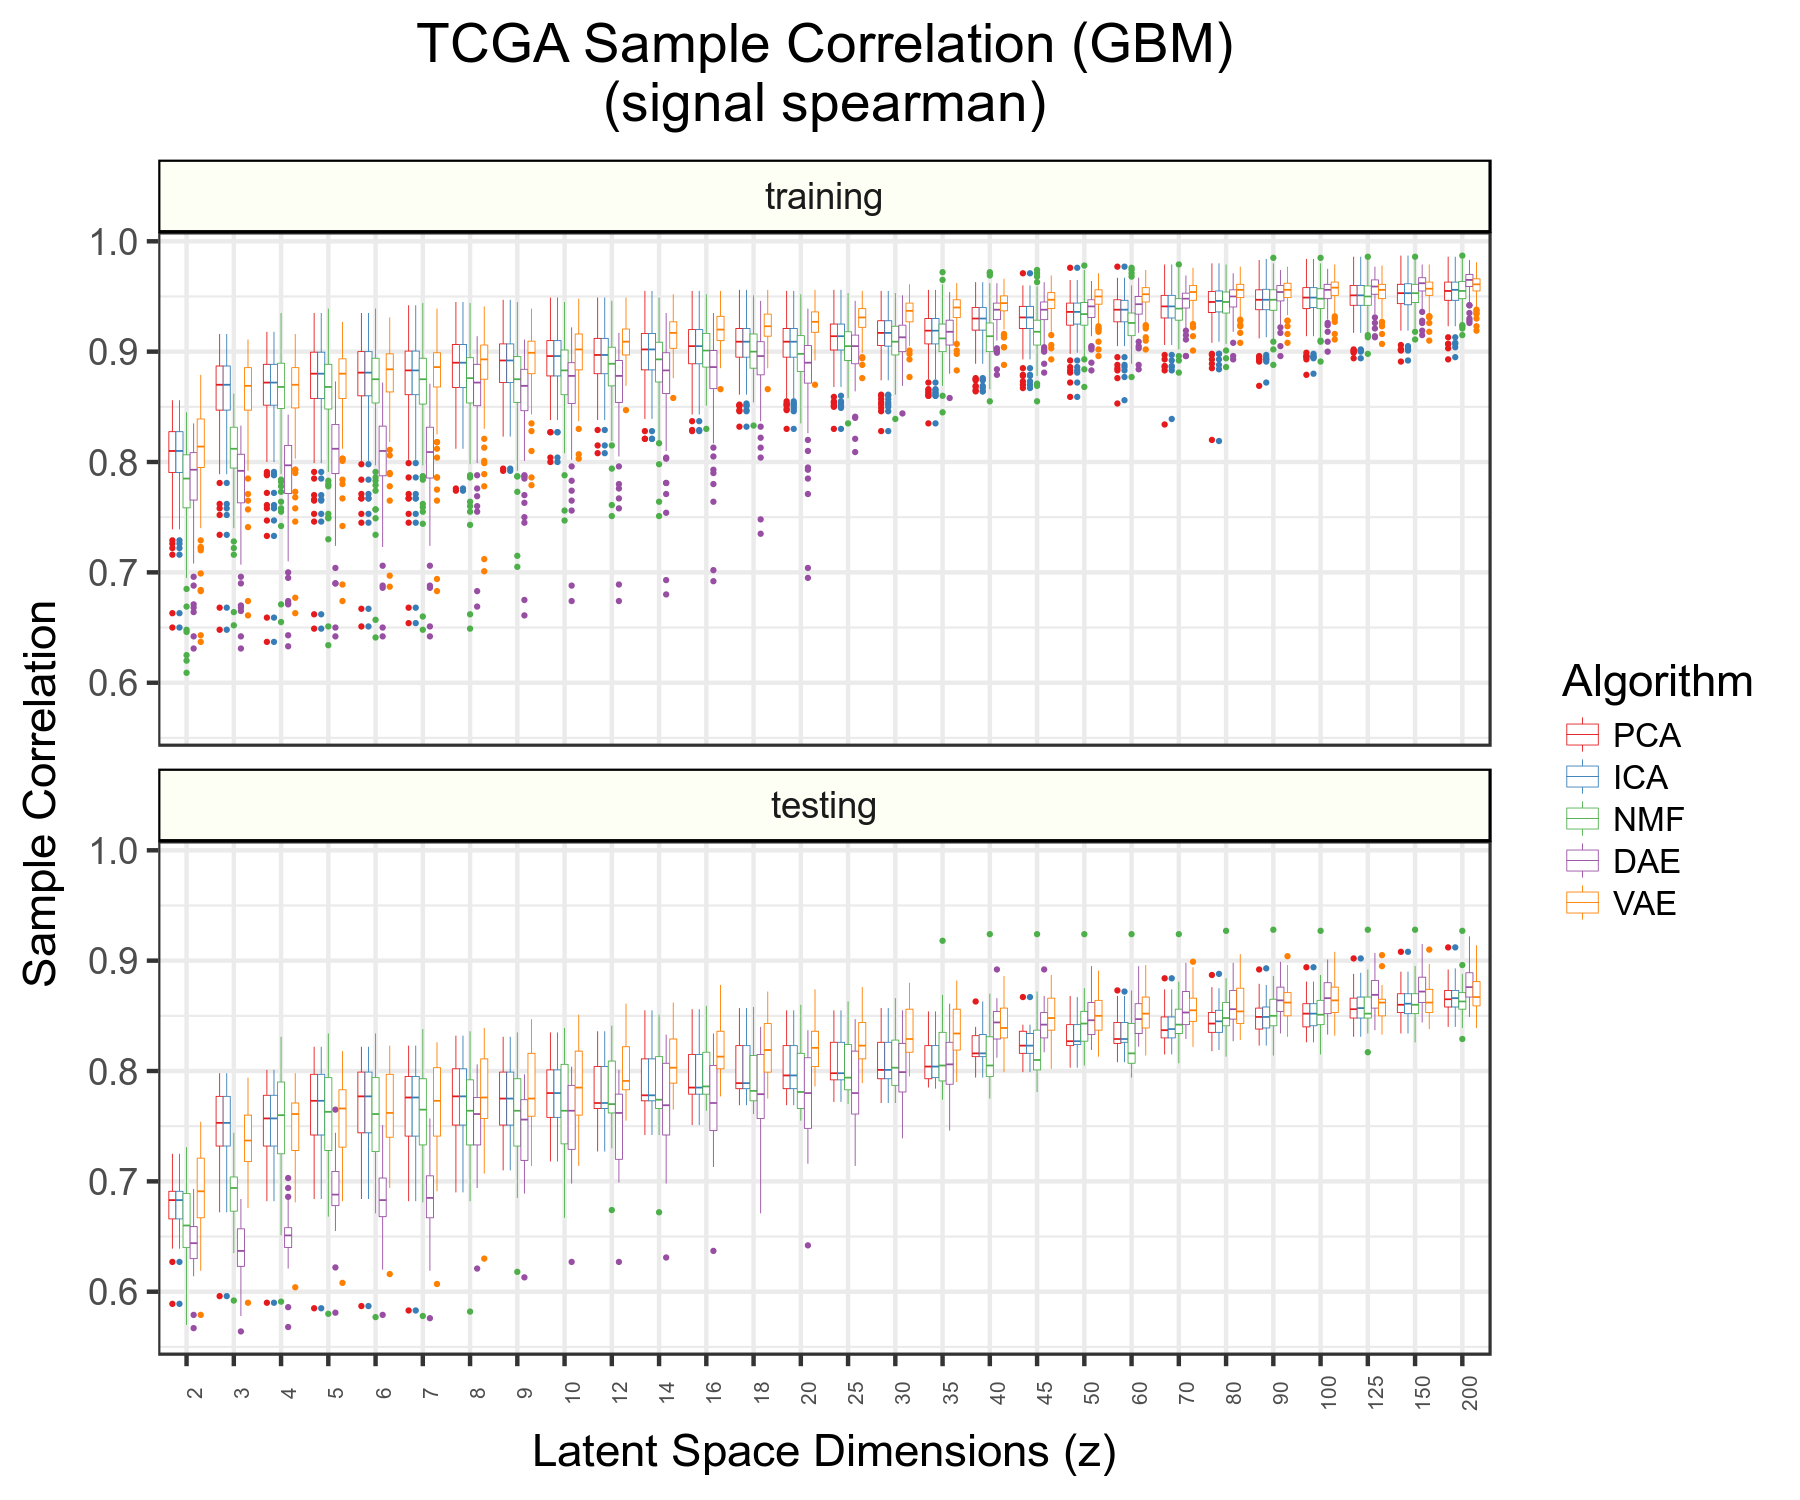 TCGA Sample Correlation (GBM)
(signal spearman)
training
1.0
0.9
0.8
0.7
0.6
testing
1.0
0.9
0.8
0.7
0.6
Sample Correlation
2 3 4 5 6 7 8 9 10 12 14 16 18 20 25 30 35 40 45 50 60 70 80 90 100 125 150 200
Latent Space Dimensions (z)
Algorithm
PCA
ICA
NMF
DAE
VAE